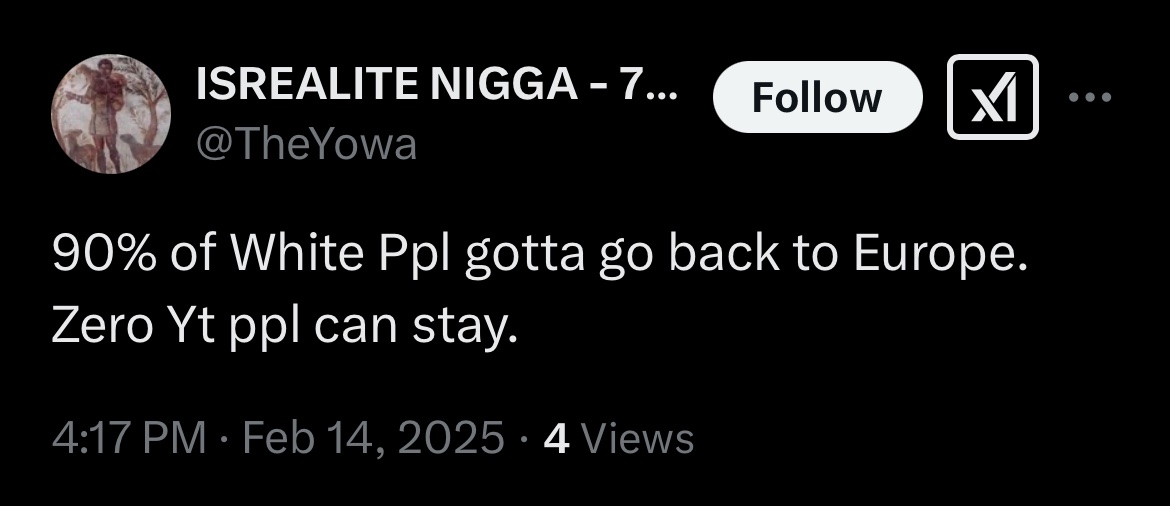 ISREALITE NIGGA - 7...
Follow
@TheYowa
90% of White Ppl gotta go back to Europe.
Zero Yt ppl can stay.
4:17 PM · Feb 14, 2025 · 4 Views